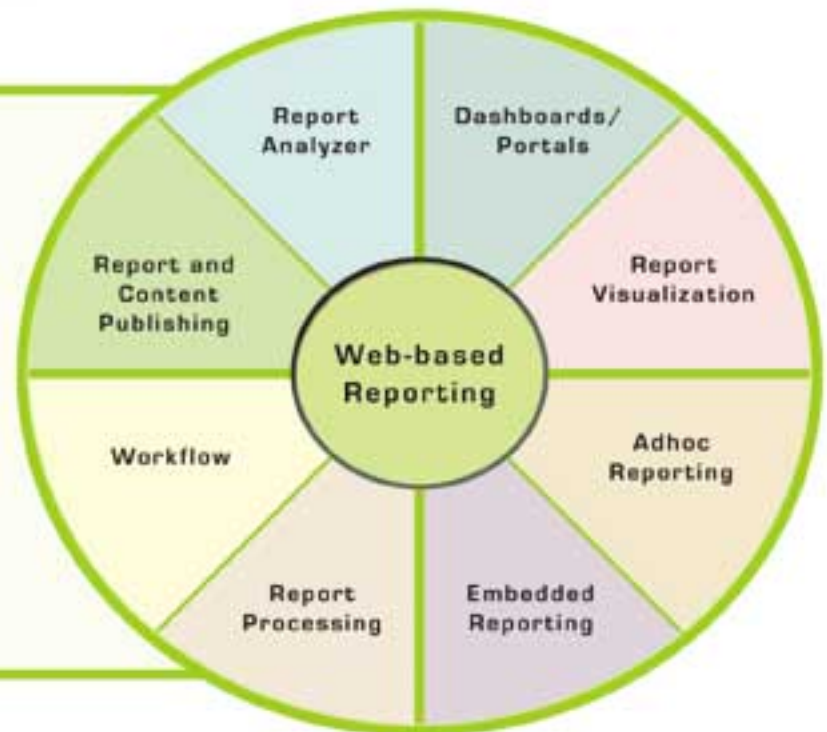 Report
Analyzer
Dashboards/
Portals
Report and
Content
Publishing
Report
Visualization
Web-based
Reporting
Workflow
Adhoc
Reporting
Report
Processing
Embedded
Reporting